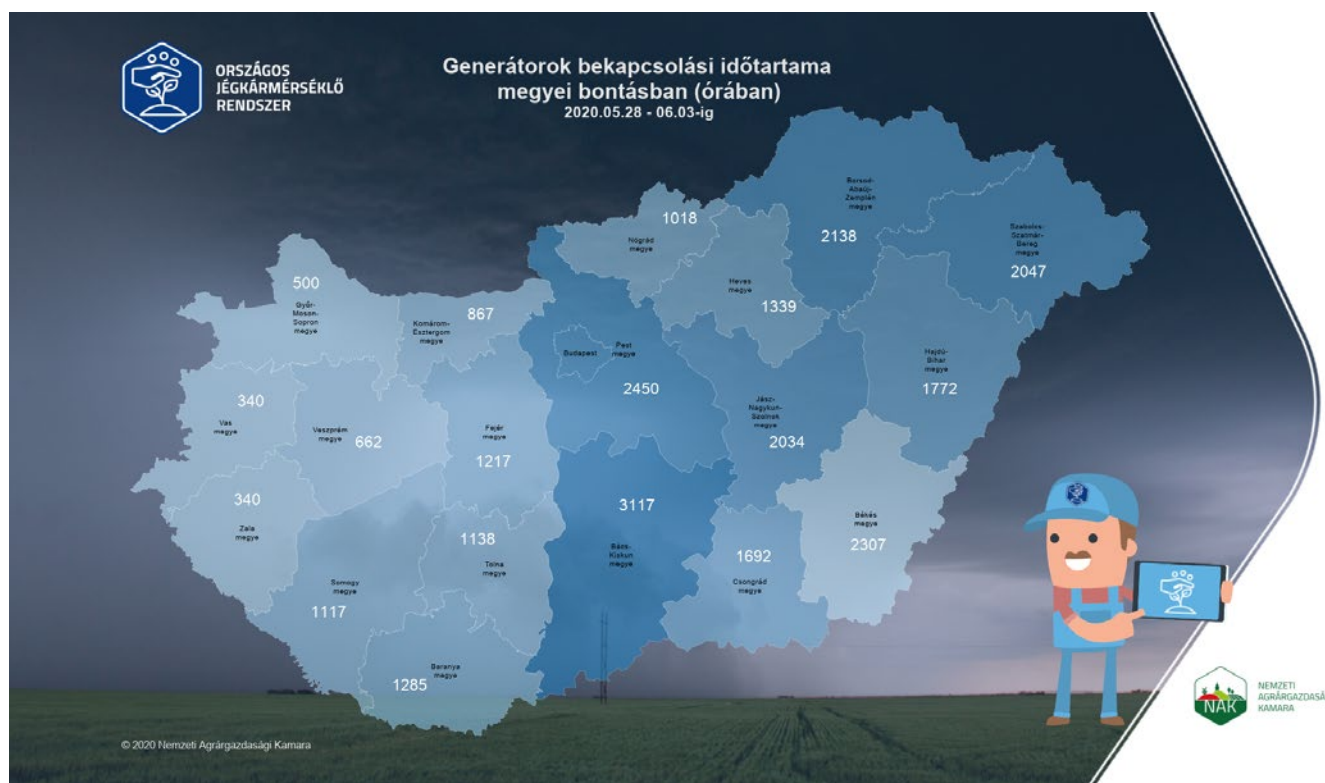 ORSZÁGOS
JÉGKÁRMÉRSÉKLŐ
RENDSZER
Generátorok bekapcsolási időtartama
megyei bontásban (órában)
2020.05.28 - 06.03-ig
Borsod-
Abaúj-
Zemplén
megye
2138
Szabolcs-
Szatmár-
Bereg
megye
2047
1018
Nógrád
megye
Heves
megye
1339
500
Győr-
Moson-
Sopron
megye
867
Komárom-
Esztergom
megye
Budapest
Pest
megye
2450
Hajdú-
Bihar
megye
1772
340
Vas
megye
Veszprém
megye
662
Fejér
megye
1217
Jász-
Nagykun-
Szolnok
megye
2034
340
Zala
megye
1138
Tolna
megye
3117
Bács-
Kiskun
megye
1692
Csongrád
megye
Békés
megye
2307
Somogy
megye
1117
Baranya
megye
1285
NAK
NEMZETI
AGRÁRGAZDASÁ
KAMARA
© 2020 Nemzeti Agrárgazdasági Kamara